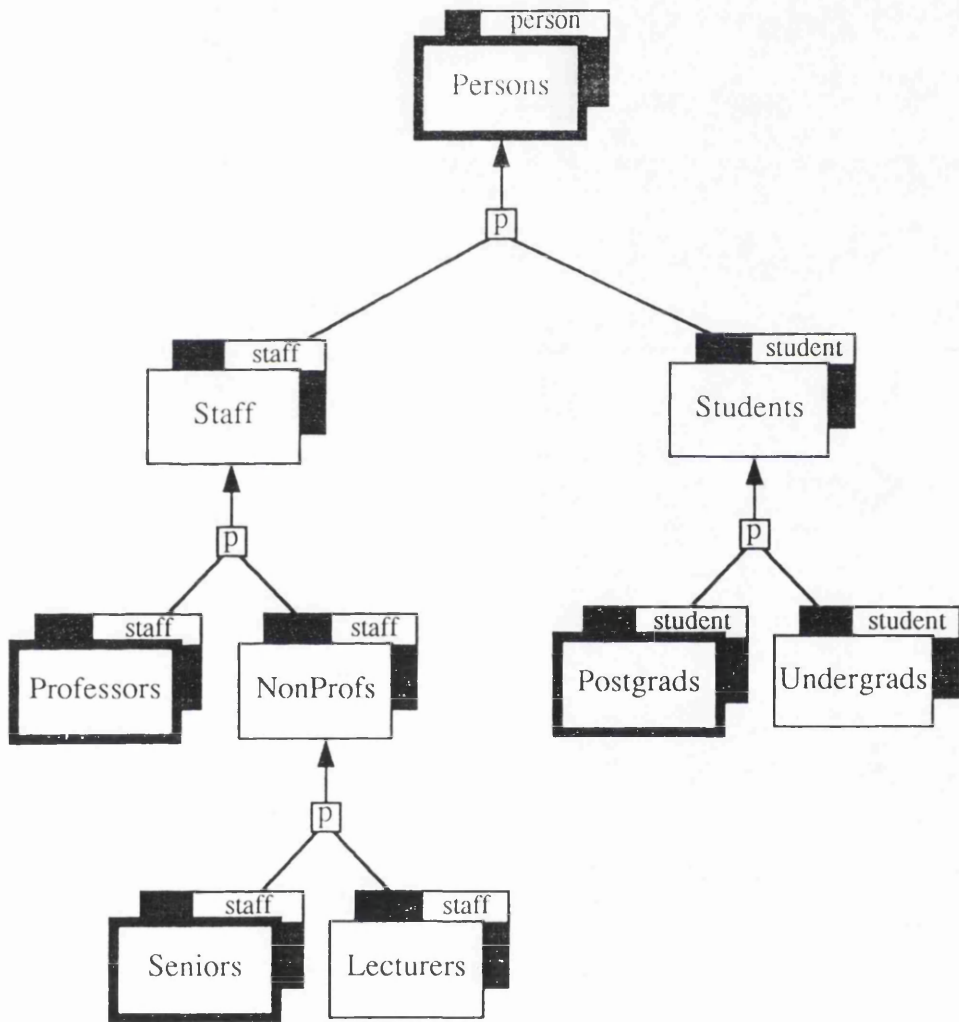 person
Persons
p
staff
student
Staff
Students
p
p
staff
staff
student
student
Professors
NonProfs
Postgrads
Undergrads
p
staff
staff
Seniors
Lecturers